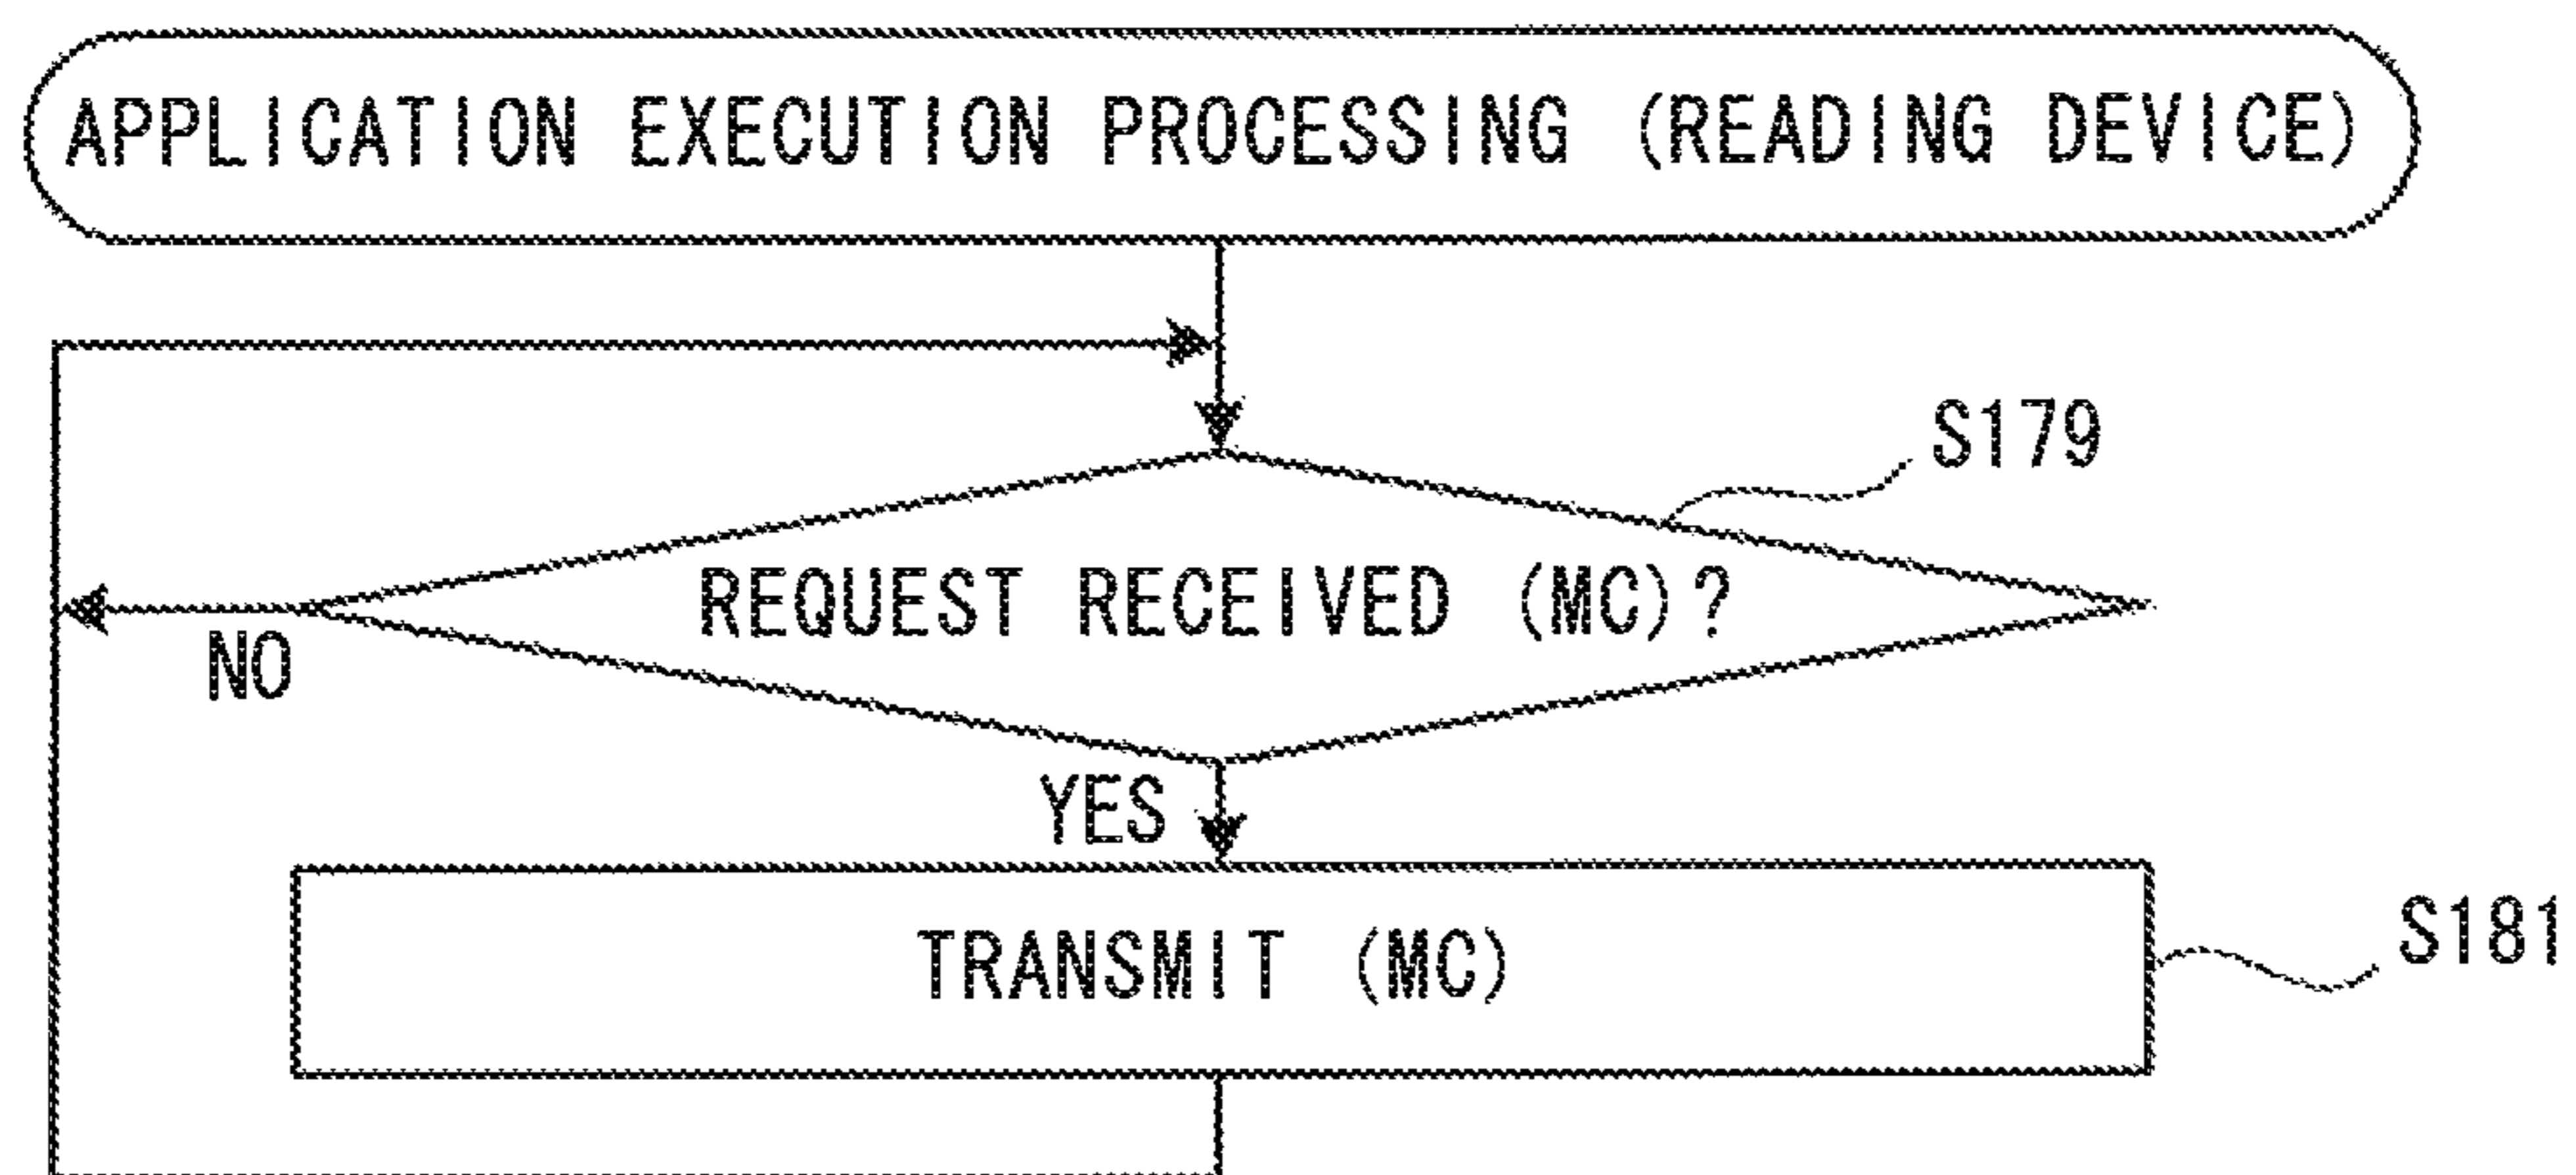 APPLICATION EXECUTION PROCESSING (READING DEVICE)
S179
REQUEST RECEIVED (MC)?
NO
YES
TRANSMIT (MC)
S181